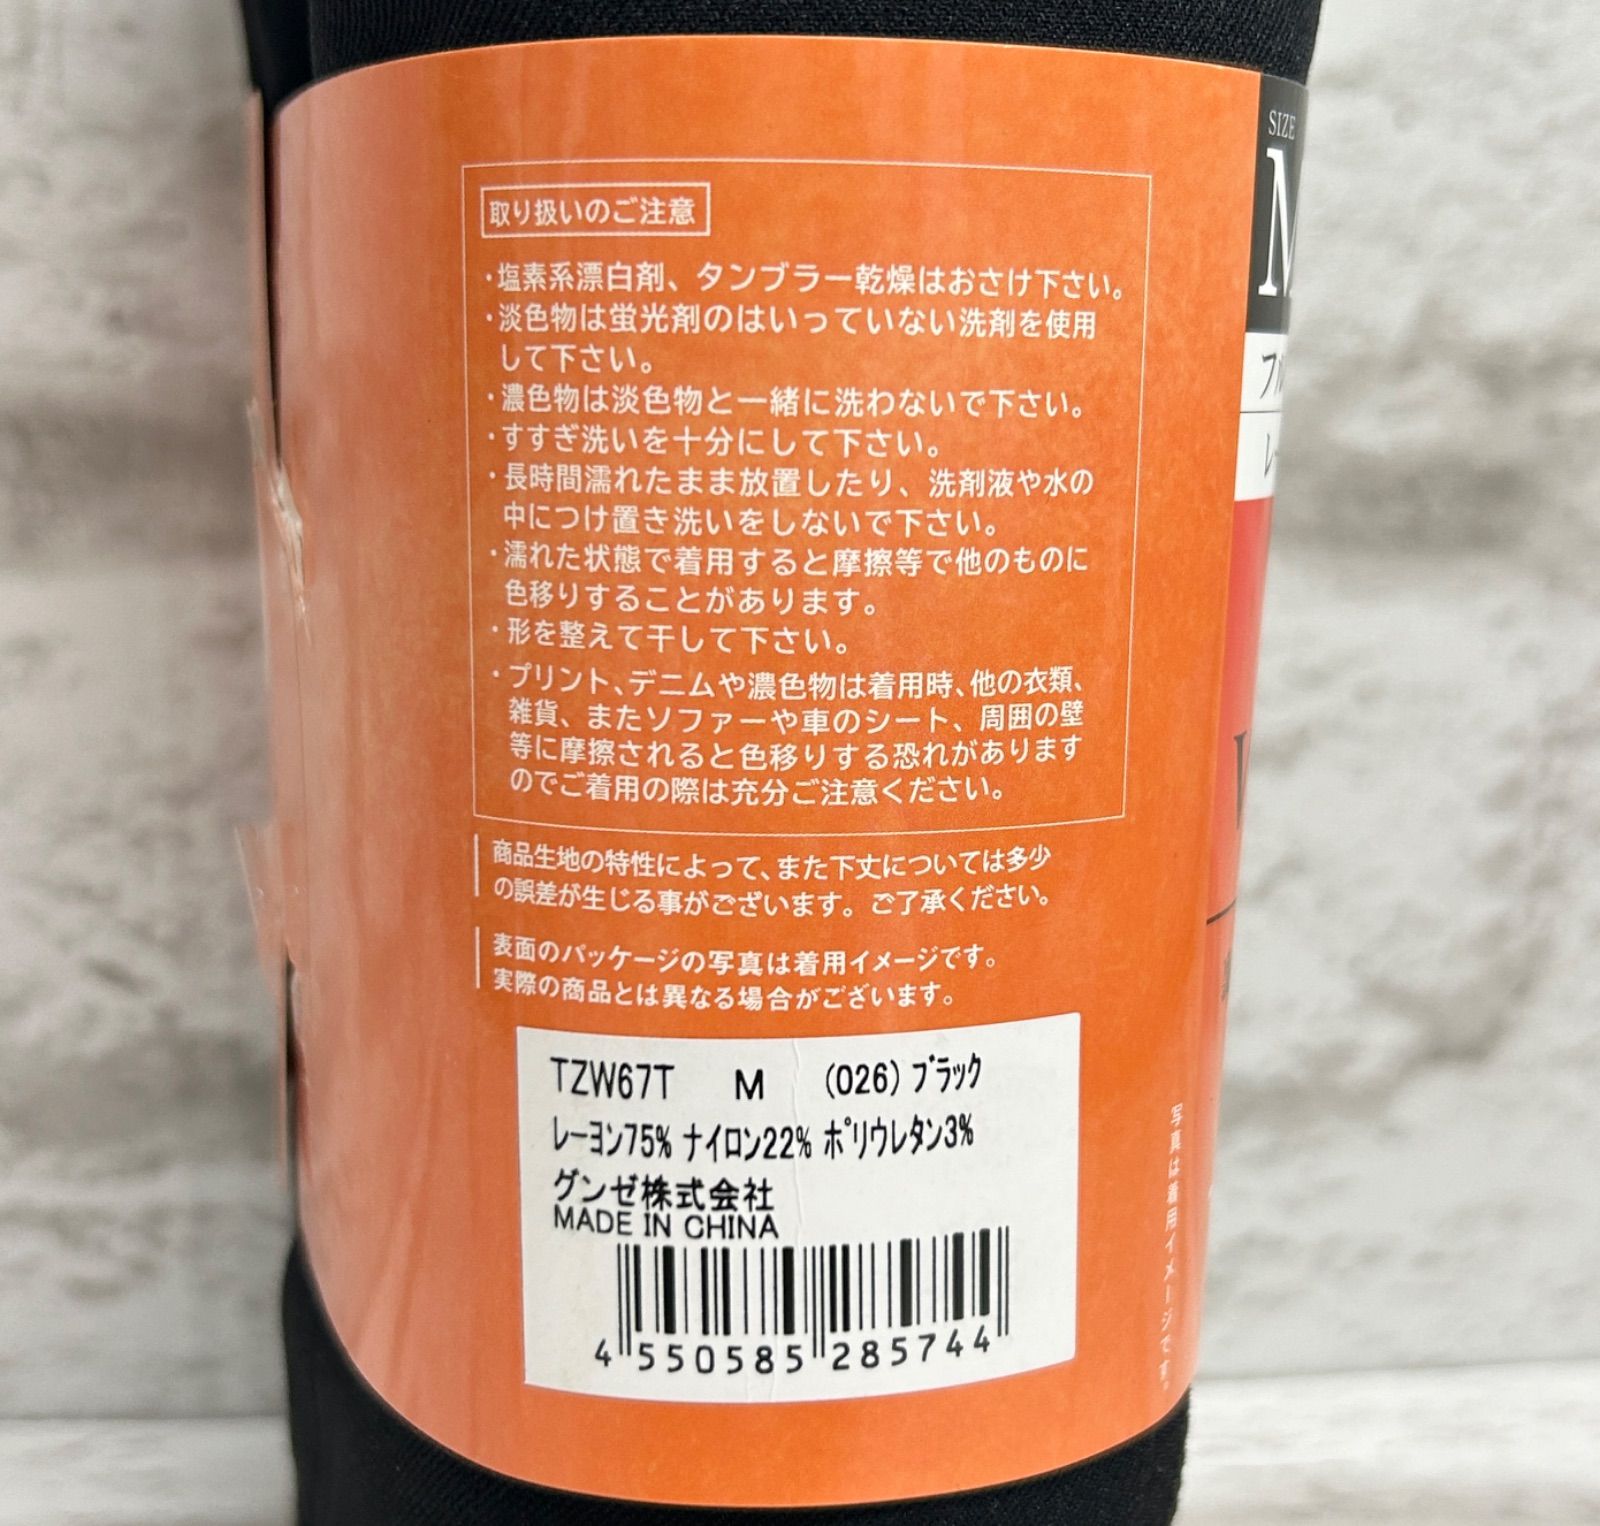 取り扱いのご注意
・塩素系漂白剤、タンブラー乾燥はおさけ下さい。
・淡色物は蛍光剤のはいっていない洗剤を使用
して下さい。
・濃色物は淡色物と一緒に洗わないで下さい。
・すすぎ洗いを十分にして下さい。
・長時間濡れたまま放置したり、洗剤液や水の
中につけ置き洗いをしないで下さい。
・濡れた状態で着用すると摩擦等で他のものに
色移りすることがあります。
・形を整えて干して下さい。
・プリント、デニムや濃色物は着用時、他の衣類、
雑貨、またソファーや車のシート、周囲の壁
等に摩擦されると色移りする恐れがあります
のでご着用の際は充分ご注意ください。
商品生地の特性によって、また下丈については多少
の誤差が生じる事がございます。ご了承ください。
表面のパッケージの写真は着用イメージです。
実際の商品とは異なる場合がございます。
TZW67T M (026) ブラック
レーヨン75% ナイロン22% ポリウレタン3%
グンゼ株式会社
MADE IN CHINA
4 550585 285744
SIZE
M
写真は着用イメージです。